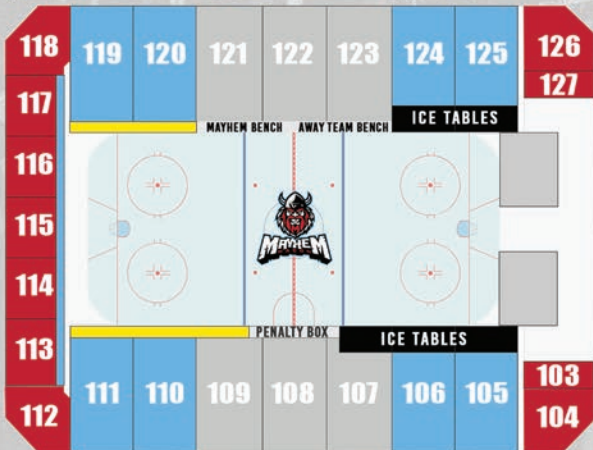 118 119 120 121 122 123 124 125 126
127
117
ICE TABLES
MAYHEM BENCH AWAY TEAM BENCH
116
115
MAYHEM
114
113
PENALTY BOX
ICE TABLES
111 110 109 108 107 106 105
103
112
104